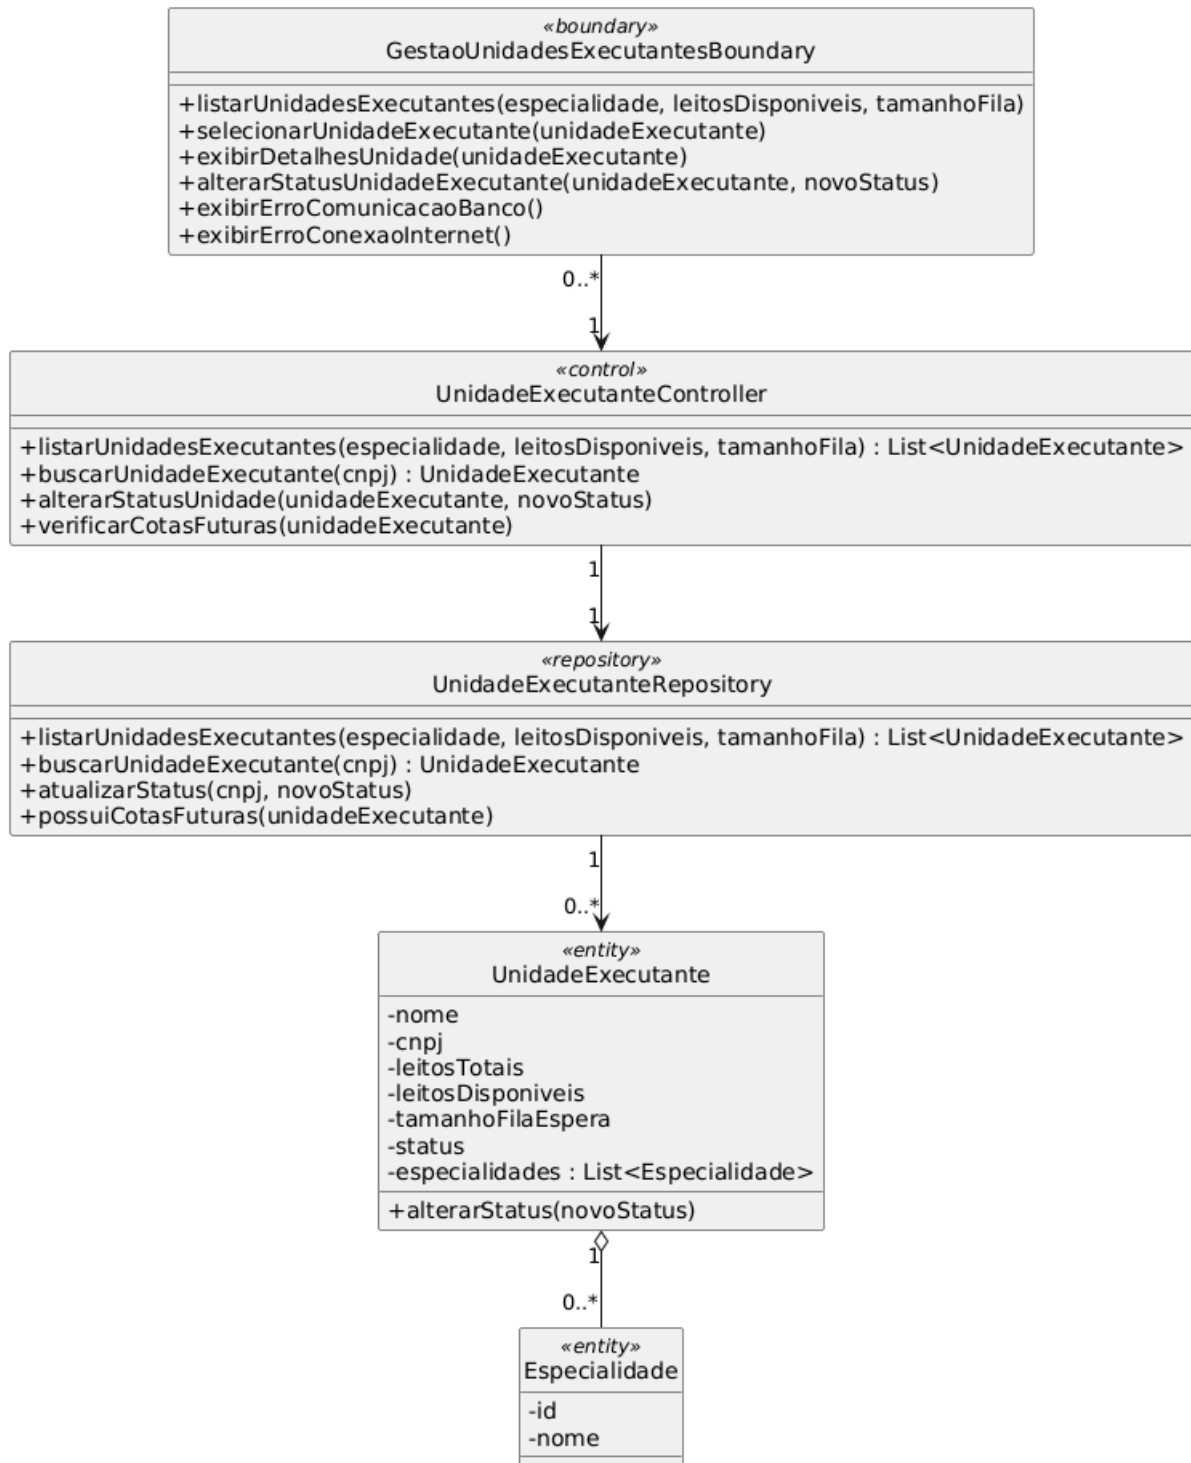 «boundary»
GestaoUnidadesExecutantesBoundary
+listarUnidadesExecutantes(especialidade, leitosDisponiveis, tamanhoFila)
+selecionarUnidadeExecutante(unidadeExecutante)
+exibirDetalhesUnidade(unidadeExecutante)
+alterarStatusUnidadeExecutante(unidadeExecutante, novoStatus)
+exibirErroComunicacaoBanco()
+exibirErroConexaoInternet()
0..*
1
«control»
UnidadeExecutanteController
+listarUnidadesExecutantes(especialidade, leitosDisponiveis, tamanhoFila) : List<UnidadeExecutante>
+buscarUnidadeExecutante(cnpj) : UnidadeExecutante
+alterarStatusUnidade(unidadeExecutante, novoStatus)
+verificarCotasFuturas(unidadeExecutante)
1
1
«repository»
UnidadeExecutanteRepository
+listarUnidadesExecutantes(especialidade, leitosDisponiveis, tamanhoFila) : List<UnidadeExecutante>
+buscarUnidadeExecutante(cnpj) : UnidadeExecutante
+atualizarStatus(cnpj, novoStatus)
+possuiCotasFuturas(unidadeExecutante)
1
0..*
«entity»
UnidadeExecutante
-nome
-cnpj
-leitosTotais
-leitosDisponiveis
-tamanhoFilaEspera
-status
-especialidades : List<Especialidade>
+alterarStatus(novoStatus)
1
0..*
«entity»
Especialidade
-id
-nome